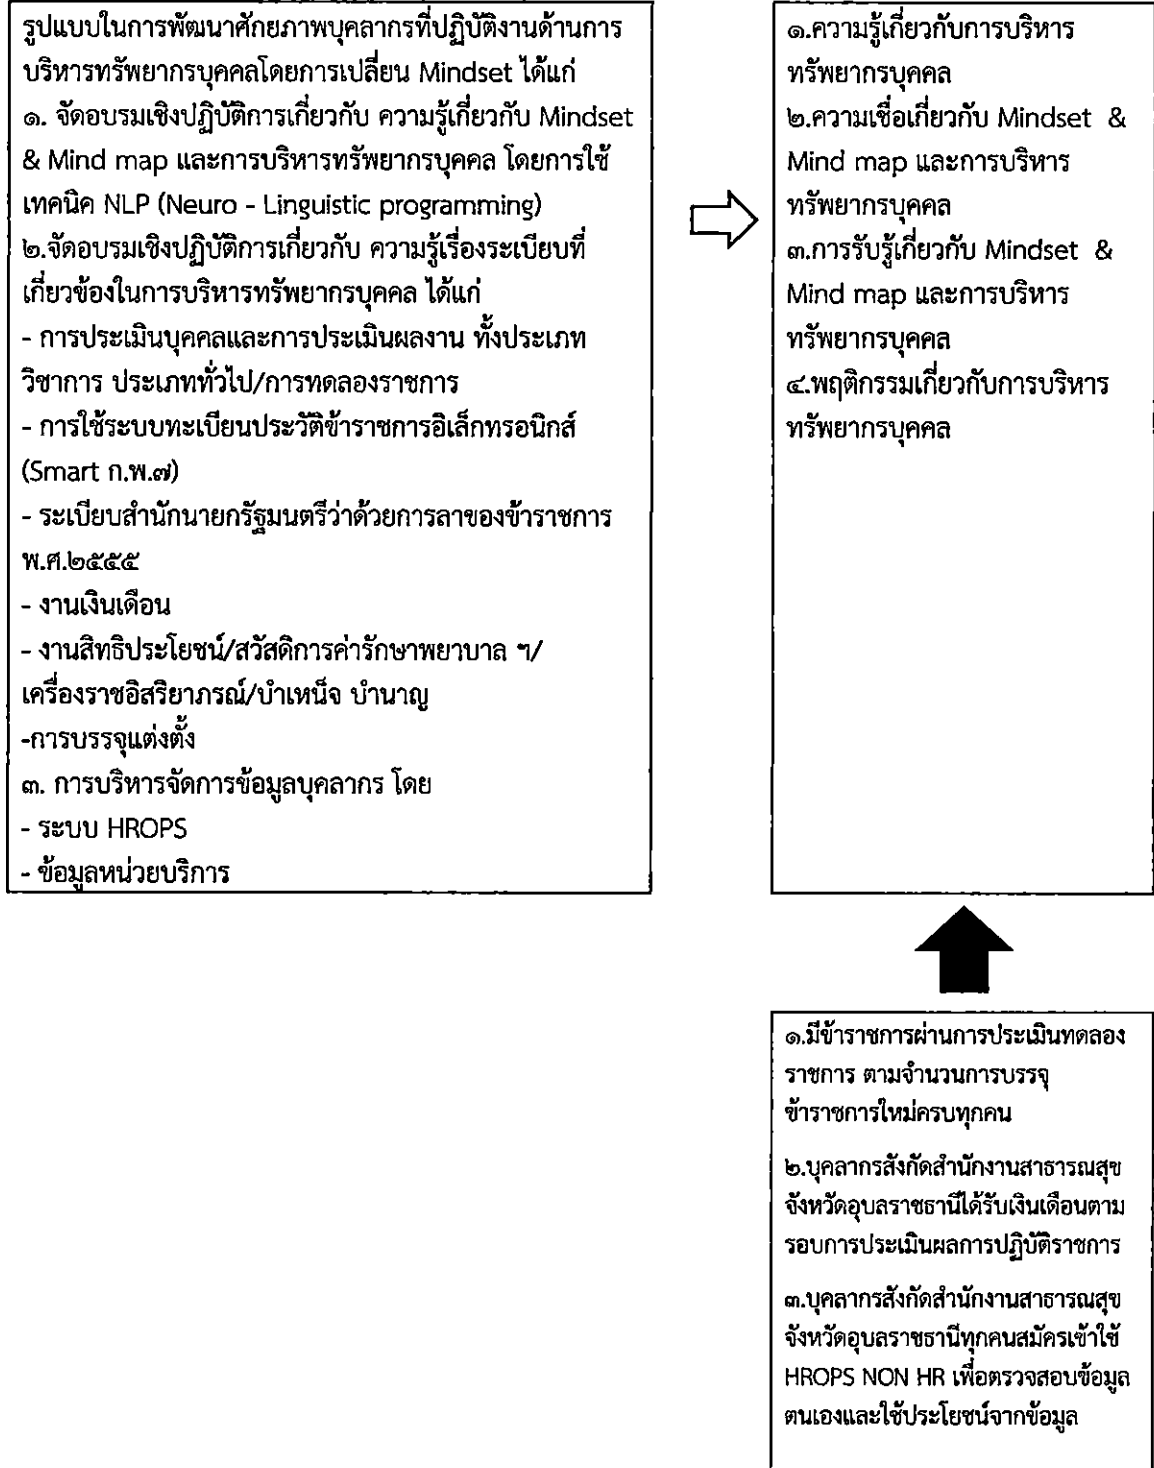 รูปแบบในการพัฒนาศักยภาพบุคลากรที่ปฏิบัติงานด้านการ
บริหารทรัพยากรบุคคลโดยการเปลี่ยน Mindset ได้แก่
๑. จัดอบรมเชิงปฏิบัติการเกี่ยวกับ ความรู้เกี่ยวกับ Mindset
& Mind map และการบริหารทรัพยากรบุคคล โดยการใช้
เทคนิค NLP (Neuro - Linguistic programming)
๒.จัดอบรมเชิงปฏิบัติการเกี่ยวกับ ความรู้เรื่องระเบียบที่
เกี่ยวข้องในการบริหารทรัพยากรบุคคล ได้แก่
- การประเมินบุคคลและการประเมินผลงาน ทั้งประเภท
วิชาการ ประเภททั่วไป/การทดลองราชการ
- การใช้ระบบทะเบียนประวัติข้าราชการอิเล็กทรอนิกส์
(Smart ก.พ.๗)
- ระเบียบสำนักนายกรัฐมนตรีว่าด้วยการลาของข้าราชการ
พ.ศ.๒๕๕๕
- งานเงินเดือน
- งานสิทธิประโยชน์/สวัสดิการค่ารักษาพยาบาล ฯ/
เครื่องราชอิสริยาภรณ์/บำเหน็จ บำนาญ
-การบรรจุแต่งตั้ง
๓. การบริหารจัดการข้อมูลบุคลากร โดย
- ระบบ HROPS
- ข้อมูลหน่วยบริการ
๑.ความรู้เกี่ยวกับการบริหาร
ทรัพยากรบุคคล
๒.ความเชื่อเกี่ยวกับ Mindset &
Mind map และการบริหาร
ทรัพยากรบุคคล
๓.การรับรู้เกี่ยวกับ Mindset &
Mind map และการบริหาร
ทรัพยากรบุคคล
๔.พฤติกรรมเกี่ยวกับการบริหาร
ทรัพยากรบุคคล
๑.มีข้าราชการผ่านการประเมินทดลอง
ราชการ ตามจำนวนการบรรจุ
ข้าราชการใหม่ครบทุกคน
๒.บุคลากรสังกัดสำนักงานสาธารณสุข
จังหวัดอุบลราชธานีได้รับเงินเดือนตาม
รอบการประเมินผลการปฏิบัติราชการ
๓.บุคลากรสังกัดสำนักงานสาธารณสุข
จังหวัดอุบลราชธานีทุกคนสมัครเข้าใช้
HROPS NON HR เพื่อตรวจสอบข้อมูล
ตนเองและใช้ประโยชน์จากข้อมูล